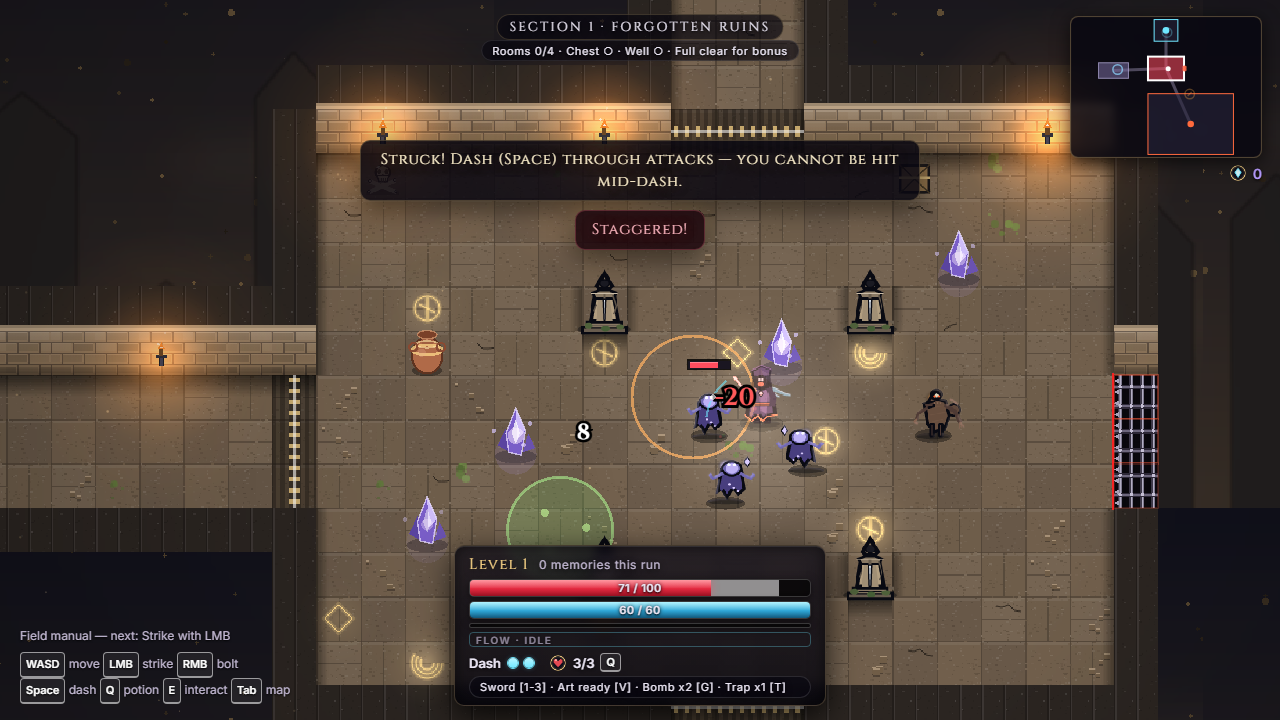 SECTION 1 · FORGOTTEN RUINS
Rooms 0/4 · Chest ○ · Well ○ · Full clear for bonus
STRUCK! DASH (SPACE) THROUGH ATTACKS — YOU CANNOT BE HIT
MID-DASH.
STAGGERED!
0
-20
8
LEVEL 1 0 memories this run
71 / 100
60 / 60
FLOW · IDLE
Dash 3/3 Q
Sword [1-3] · Art ready [V] · Bomb x2 [G] · Trap x1 [T]
Field manual — next: Strike with LMB
WASD move LMB strike RMB bolt
Space dash Q potion E interact Tab map